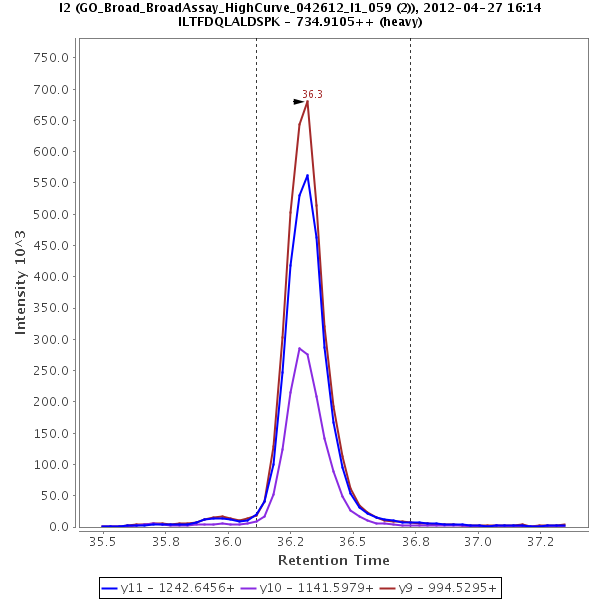 I2 (GO_Broad_BroadAssay_HighCurve_042612_I1_059 (2)), 2012-04-27 16:14
ILTFDQLALDSPK - 734.9105++ (heavy)
36.3
750.0
700.0
650.0
600.0
550.0
500.0
450.0
400.0
350.0
300.0
250.0
200.0
150.0
100.0
50.0
0.0
Intensity 10^3
35.5 35.8 36.0 36.2 36.5 36.8 37.0 37.2
Retention Time
y11 - 1242.6456+ y10 - 1141.5979+ y9 - 994.5295+